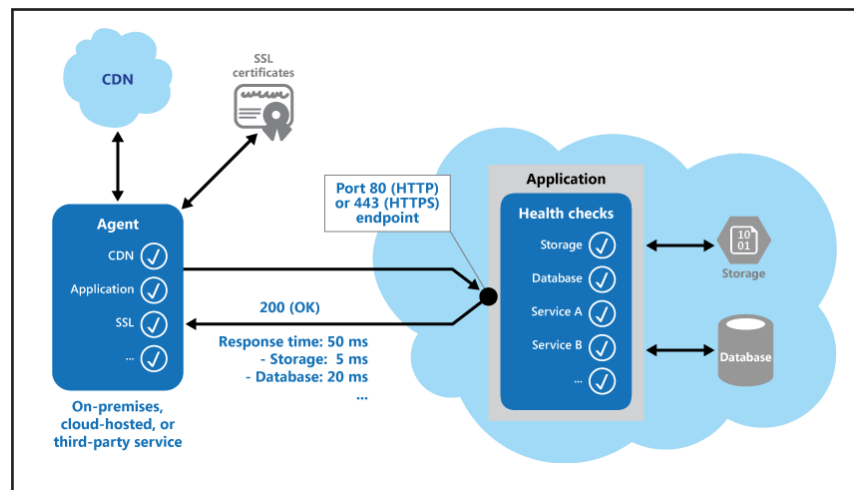 CDN
SSL
certificates
Agent
CDN
Application
SSL
...
On-premises,
cloud-hosted, or
third-party service
200 (OK)
Response time: 50 ms
- Storage: 5 ms
- Database: 20 ms
...
Port 80 (HTTP)
or 443 (HTTPS)
endpoint
Application
Health checks
Storage
Database
Service A
Service B
...
10
01
Storage
Database